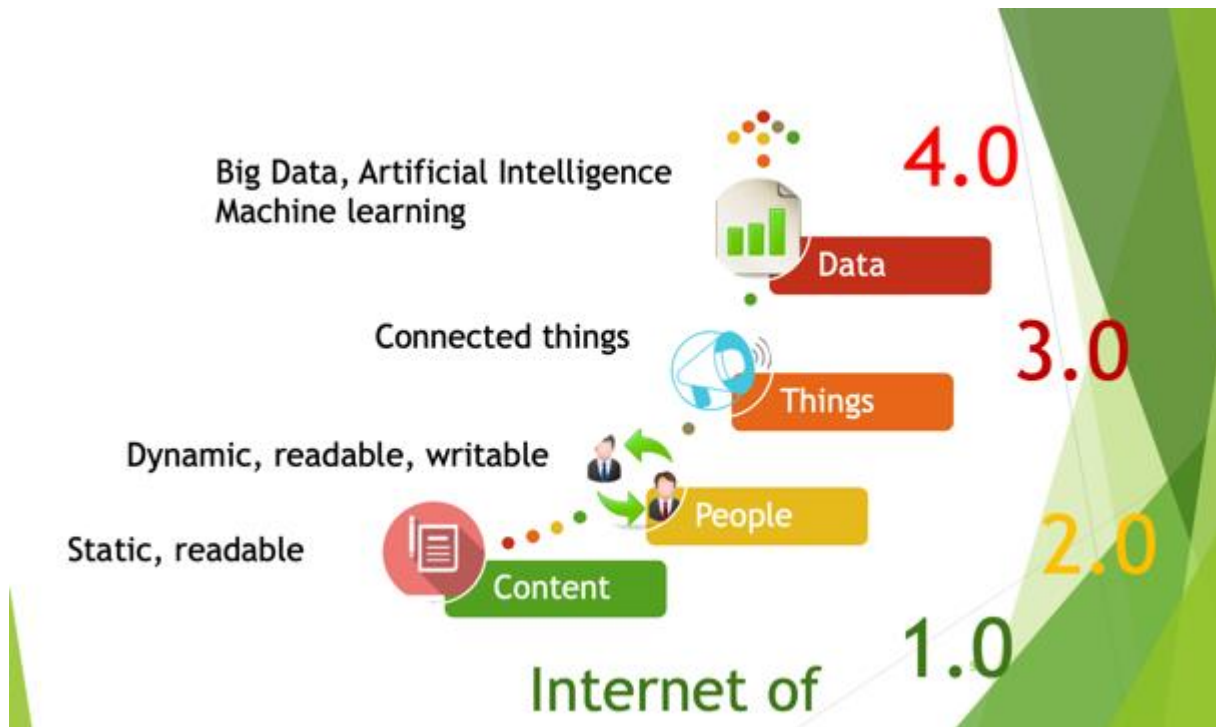 4.0
Big Data, Artificial Intelligence
Machine learning
Data
3.0
Connected things
Things
Dynamic, readable, writable
People
2.0
Static, readable
Content
1.0
Internet of